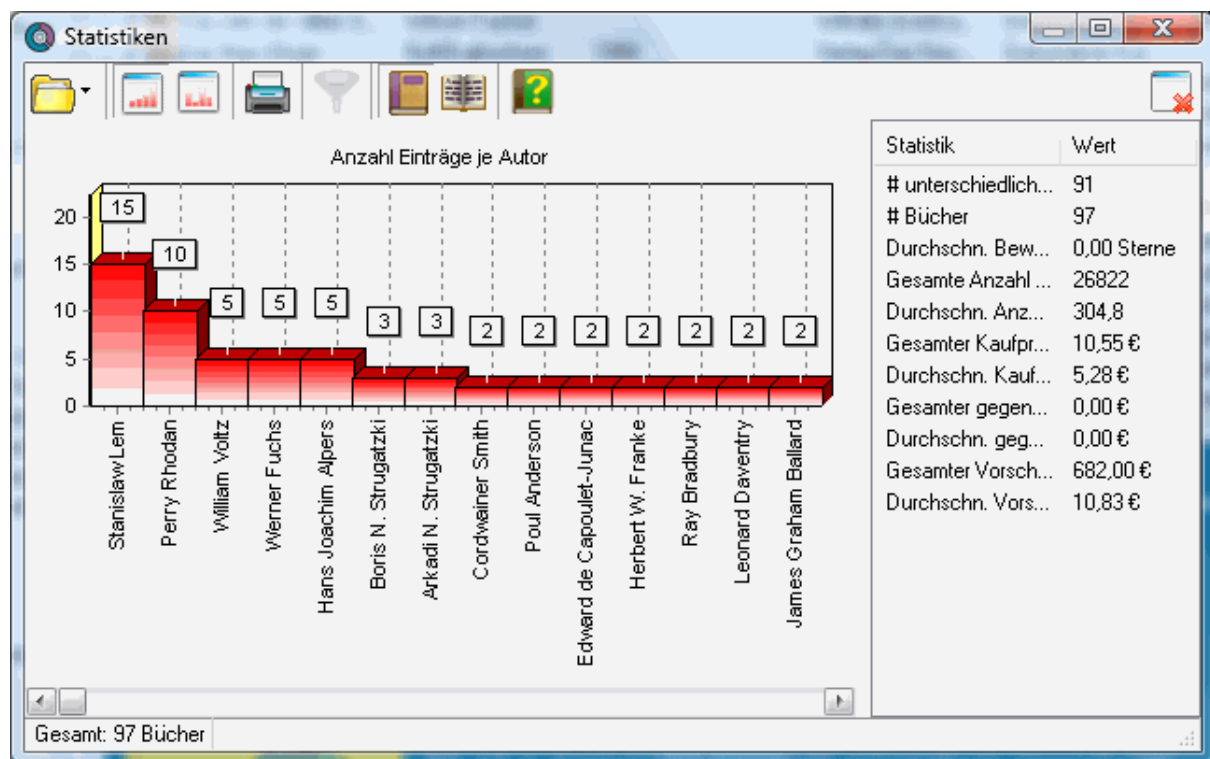 Statistiken
Anzahl Einträge je Autor
20
15
10
5
0
15
10
5
5
5
3
3
2
2
2
2
2
2
2
Stanislaw Lem
Perry Rhodan
William Voltz
Werner Fuchs
Hans Joachim Alpers
Boris N. Strugatzki
Arkadi N. Strugatzki
Cordwainer Smith
Poul Anderson
Edward de Capoulet-Junac
Herbert W. Franke
Ray Bradbury
Leonard Daventry
James Graham Ballard
Statistik Wert
# unterschiedlich... 91
# Bücher 97
Durchschn. Bew... 0,00 Sterne
Gesamte Anzahl ... 26822
Durchschn. Anz... 304,8
Gesamter Kaufpr... 10,55 €
Durchschn. Kauf... 5,28 €
Gesamter gegen... 0,00 €
Durchschn. geg... 0,00 €
Gesamter Vorsch... 682,00 €
Durchschn. Vors... 10,83 €
Gesamt: 97 Bücher